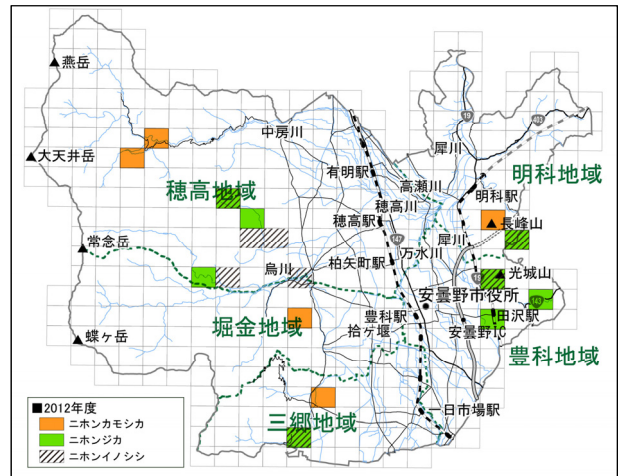 燕岳
大天井岳
常念岳
蝶ヶ岳
中房川
有明駅
穂高地域
高瀬川
穂高川
穂高駅
柏矢町駅
万水川
烏川
犀川
19
403
明科地域
明科駅
長峰山
犀川
147
19
光城山
安曇野市役所
143
田沢駅
安曇野IC
豊科駅
拾ヶ堰
堀金地域
豊科地域
一日市場駅
三郷地域
■2012年度
ニホンカモシカ
ニホンジカ
ニホンイノシシ